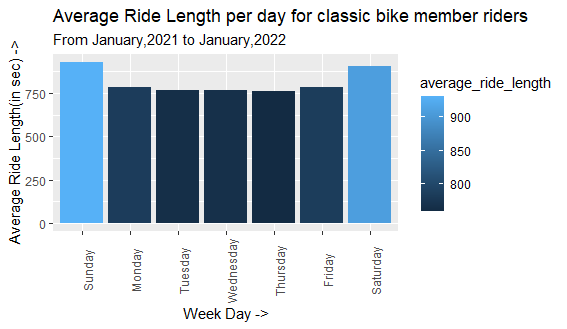 Average Ride Length per day for classic bike member riders
From January,2021 to January,2022
Average Ride Length(in sec) ->
750
500
250
0
Sunday
Monday
Tuesday
Wednesday
Thursday
Friday
Saturday
Week Day ->
average_ride_length
900
850
800